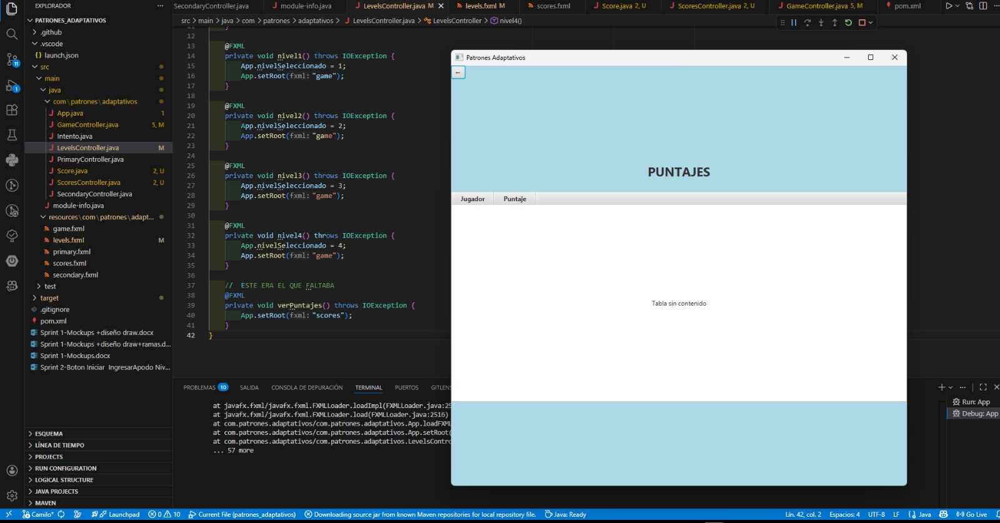 EXPLORADOR
SecondaryController.java
module-info.java
LevelsController.java M
levels.fxml M
scores.fxml
Score.java 2, U
ScoresController.java 2, U
GameController.java 5, M
pom.xml
src > main > java > com > patrones > adaptativos > LevelsController.java > LevelsController > nivel4()
PATRONES_ADAPTATIVOS
.github
.vscode
launch.json
src
main
java
com \ patrones \ adaptativos
App.java 1
GameController.java 5, M
Intento.java
LevelsController.java M
PrimaryController.java
Score.java 2, U
ScoresController.java 2, U
SecondaryController.java
module-info.java
resources \ com \ patrones \ adapt...
game.fxml
levels.fxml M
primary.fxml
scores.fxml
secondary.fxml
test
target
.gitignore
pom.xml
Sprint 1-Mockups +diseño draw.docx
Sprint 1-Mockups +diseño draw+ramas.d...
Sprint 1-Mockups.docx
Sprint 2-Boton Iniciar IngresarApodo Niv...
ESQUEMA
LÍNEA DE TIEMPO
PROJECTS
RUN CONFIGURATION
LOGICAL STRUCTURE
JAVA PROJECTS
MAVEN
11
1
11 }
12
13 @FXML
14 private void nivel1() throws IOException {
15 App.nivelSeleccionado = 1;
16 App.setRoot(fxml: "game");
17 }
18
19 @FXML
20 private void nivel2() throws IOException {
21 App.nivelSeleccionado = 2;
22 App.setRoot(fxml: "game");
23 }
24
25 @FXML
26 private void nivel3() throws IOException {
27 App.nivelSeleccionado = 3;
28 App.setRoot(fxml: "game");
29 }
30
31 @FXML
32 private void nivel4() throws IOException {
33 App.nivelSeleccionado = 4;
34 App.setRoot(fxml: "game");
35 }
36
37 // ESTE ERA EL QUE FALTABA
38 @FXML
39 private void verPuntajes() throws IOException {
40 App.setRoot(fxml: "scores");
41 }
42 }
Patrones Adaptativos
←
PUNTAJES
Jugador Puntaje
Tabla sin contenido
PROBLEMAS 10 SALIDA CONSOLA DE DEPURACIÓN TERMINAL PUERTOS GITLENS
at javafx.fxml/javafx.fxml.FXMLLoader.loadImpl(FXMLLoader.java:25
at javafx.fxml/javafx.fxml.FXMLLoader.load(FXMLLoader.java:2516)
at com.patrones.adaptativos/com.patrones.adaptativos.App.loadFXML
at com.patrones.adaptativos/com.patrones.adaptativos.App.setRoot(
at com.patrones.adaptativos/com.patrones.adaptativos.LevelsContro
... 57 more
Run: App
Debug: App
Camilo* Launchpad 0 10 Current File (patrones_adaptativos) Downloading source jar from known Maven repositories for local repository file. Java: Ready Lín. 42, col. 2 Espacios: 4 UTF-8 LF Java Go Live